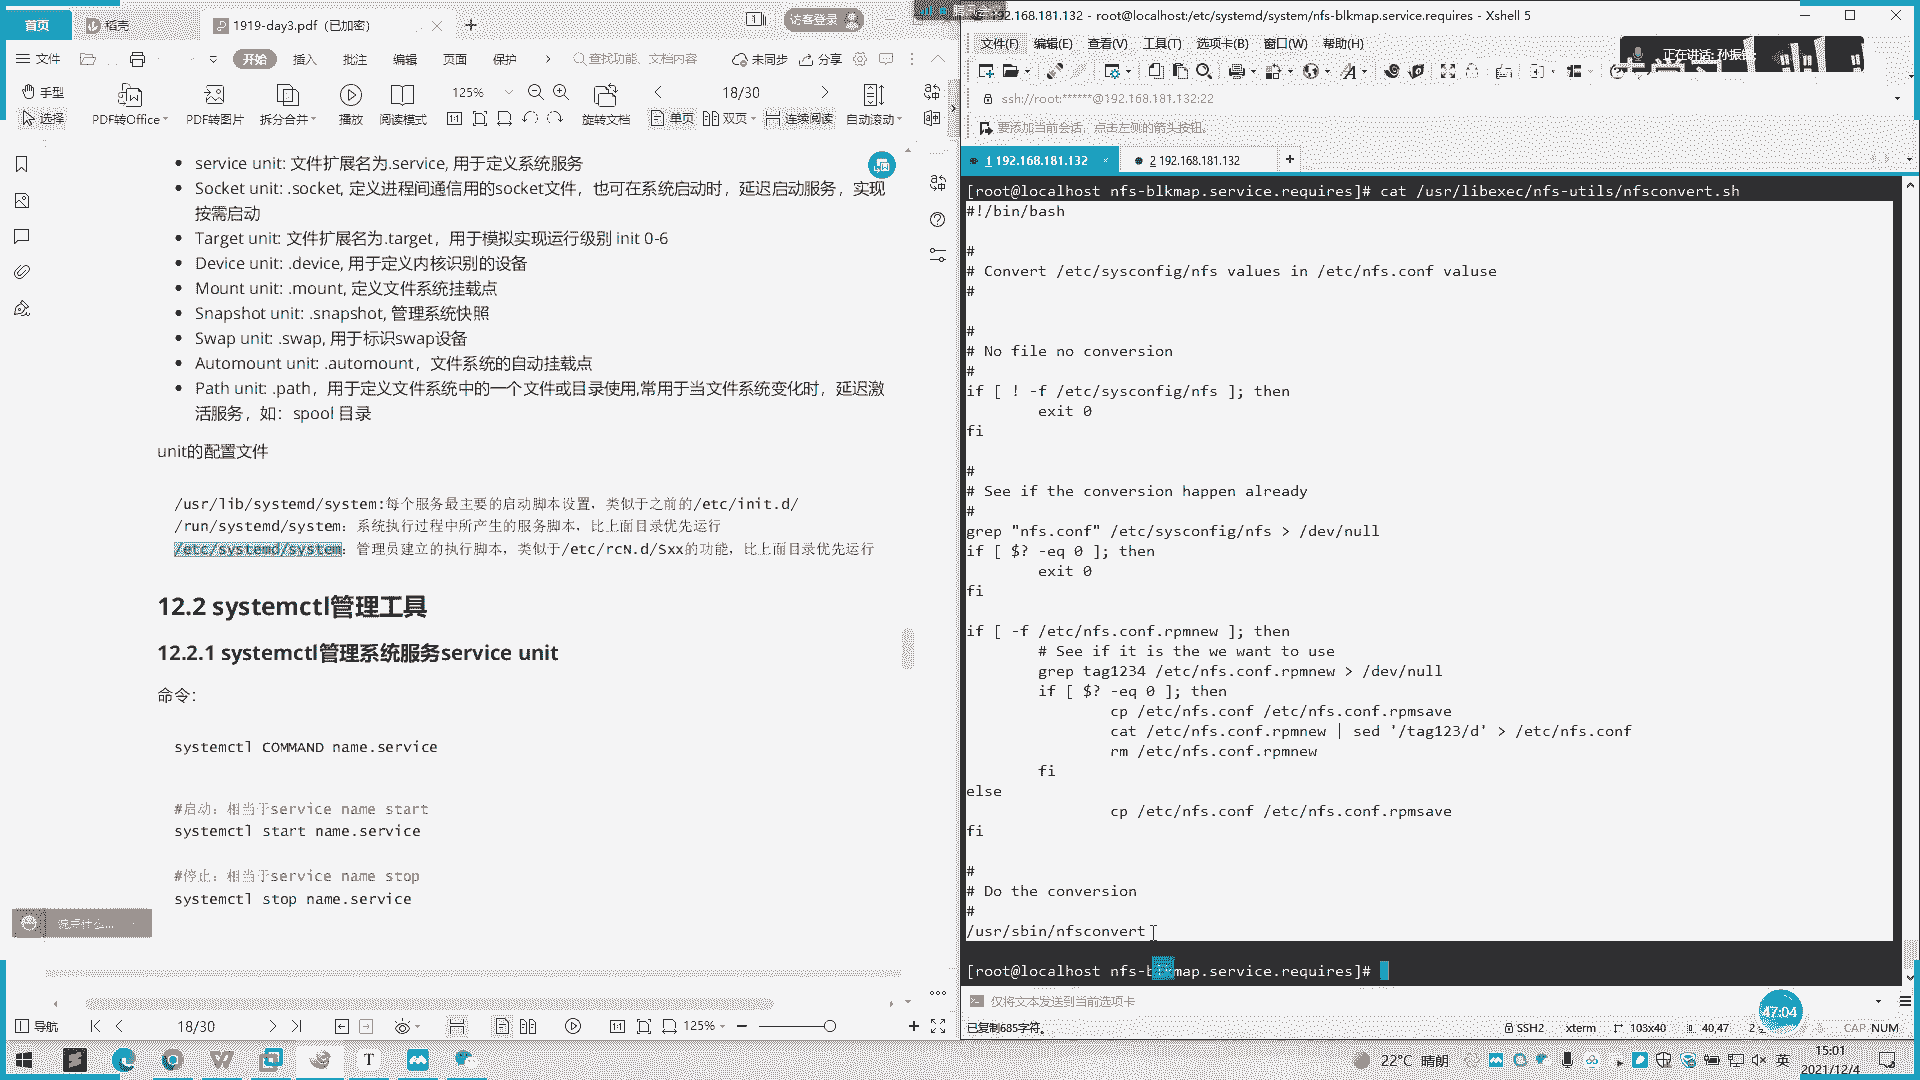 首页
稻壳
1919-day3.pdf (已加密)
访客登录
文件
开始
插入
批注
编辑
页面
保护
查找功能、文档内容
未同步
分享
手型
选择
PDF转Office
PDF转图片
拆分合并
播放
阅读模式
125%
旋转文档
18/30
单页
双页
连续阅读
自动滚动
• service unit: 文件扩展名为.service, 用于定义系统服务
• Socket unit: .socket, 定义进程间通信用的socket文件，也可在系统启动时，延迟启动服务，实现
按需启动
• Target unit: 文件扩展名为.target，用于模拟实现运行级别 init 0-6
• Device unit: .device, 用于定义内核识别的设备
• Mount unit: .mount, 定义文件系统挂载点
• Snapshot unit: .snapshot, 管理系统快照
• Swap unit: .swap, 用于标识swap设备
• Automount unit: .automount，文件系统的自动挂载点
• Path unit: .path，用于定义文件系统中的一个文件或目录使用,常用于当文件系统变化时，延迟激
活服务，如：spool 目录
unit的配置文件
/usr/lib/systemd/system:每个服务最主要的启动脚本设置，类似于之前的/etc/init.d/
/run/systemd/system：系统执行过程中所产生的服务脚本，比上面目录优先运行
/etc/systemd/system：管理员建立的执行脚本，类似于/etc/rcN.d/Sxx的功能，比上面目录优先运行
12.2 systemctl管理工具
12.2.1 systemctl管理系统服务service unit
命令：
systemctl COMMAND name.service
#启动：相当于service name start
systemctl start name.service
#停止：相当于service name stop
systemctl stop name.service
说点什么...
导航
18/30
125%
192.168.181.132 - root@localhost:/etc/systemd/system/nfs-blkmap.service.requires - Xshell 5
文件(F) 编辑(E) 查看(V) 工具(T) 选项卡(B) 窗口(W) 帮助(H)
正在讲话: 孙振铭;
ssh://root:******@192.168.181.132:22
要添加当前会话，点击左侧的箭头按钮。
1 192.168.181.132
2 192.168.181.132
[root@localhost nfs-blkmap.service.requires]# cat /usr/libexec/nfs-utils/nfsconvert.sh
#!/bin/bash
#
# Convert /etc/sysconfig/nfs values in /etc/nfs.conf valuse
#
#
# No file no conversion
#
if [ ! -f /etc/sysconfig/nfs ]; then
exit 0
fi
#
# See if the conversion happen already
#
grep "nfs.conf" /etc/sysconfig/nfs > /dev/null
if [ $? -eq 0 ]; then
exit 0
fi
if [ -f /etc/nfs.conf.rpmnew ]; then
# See if it is the we want to use
grep tag1234 /etc/nfs.conf.rpmnew > /dev/null
if [ $? -eq 0 ]; then
cp /etc/nfs.conf /etc/nfs.conf.rpmsave
cat /etc/nfs.conf.rpmnew | sed '/tag123/d' > /etc/nfs.conf
rm /etc/nfs.conf.rpmnew
fi
else
cp /etc/nfs.conf /etc/nfs.conf.rpmsave
fi
#
# Do the conversion
#
/usr/sbin/nfsconvert
[root@localhost nfs-blkmap.service.requires]#
仅将文本发送到当前选项卡
47:04
已复制685字符。
SSH2
xterm
103x40
40,47
CAP NUM
22°C 晴朗
英
15:01
2021/12/4